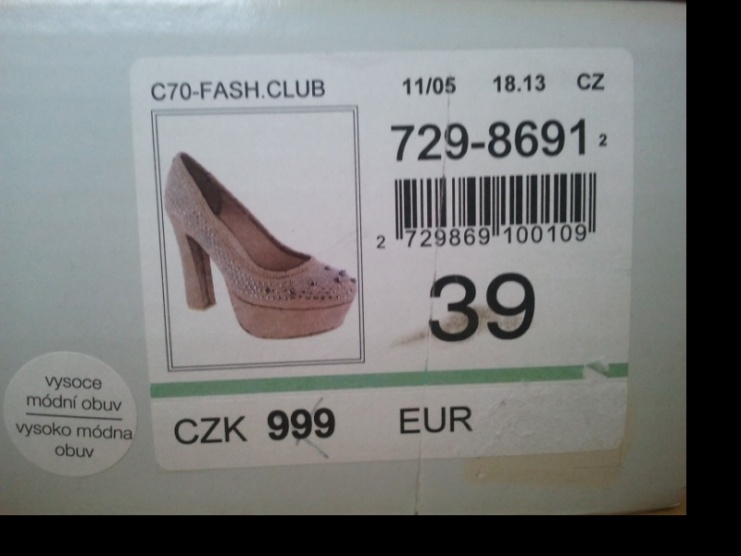 C70-FASH.CLUB 11/05 18.13 CZ
729-8691 2
2 729869 100109
39
CZK 999 EUR
vysoce
módní obuv
vysoko módna
obuv